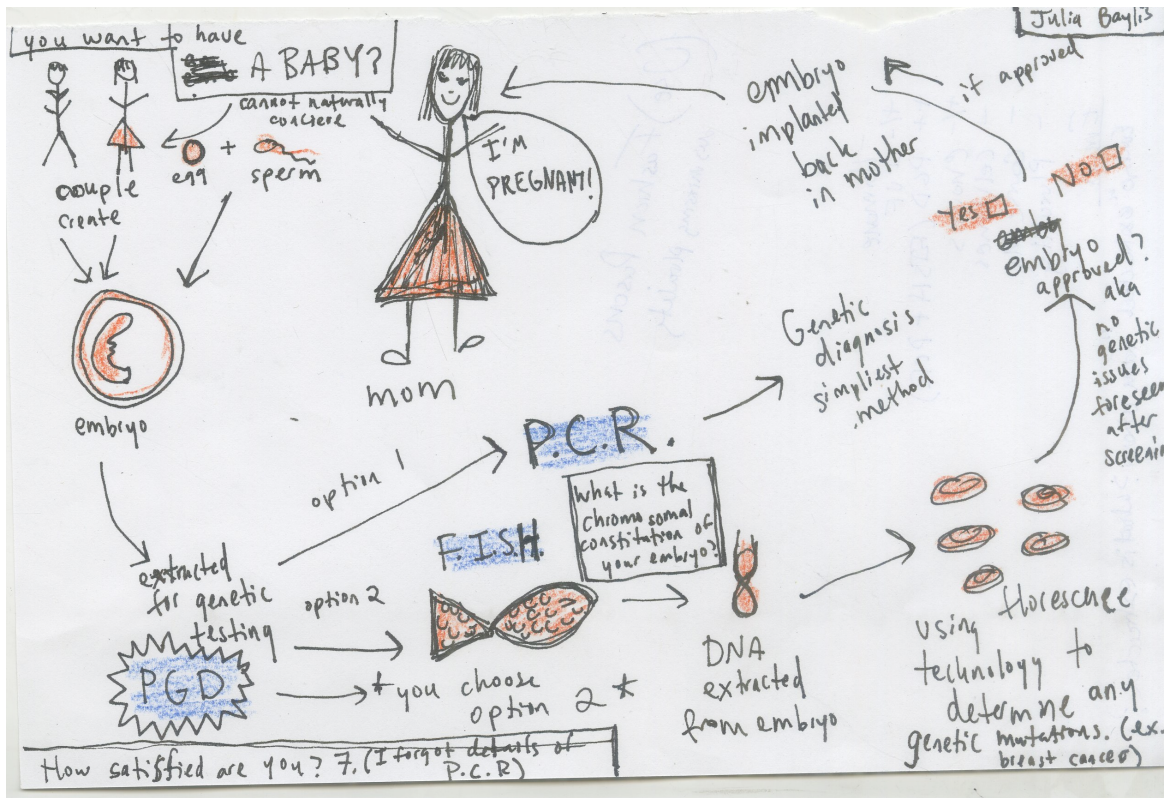 Julia Baylis
you want to have
A BABY?
cannot naturally
conceive
egg + sperm
couple
create
embryo
I'M
PREGNANT!
mom
extracted
for genetic
testing
PGD
option 1
P.C.R.
Genetic
diagnosis
simpliest
method
option 2
F.I.S.H.
*you choose
option 2*
What is the
chromosomal
constitution of
your embryo?
DNA
extracted
from embryo
using florescence
technology to
determine any
genetic mutations. (ex.
breast cancer)
embryo
approved?
aka
no
genetic
issues
foreseen
after
screenin
Yes
No
if approved
embryo
implanted
back
in mother
How satisfied are you? 7. (I forgot details of
P.C.R)